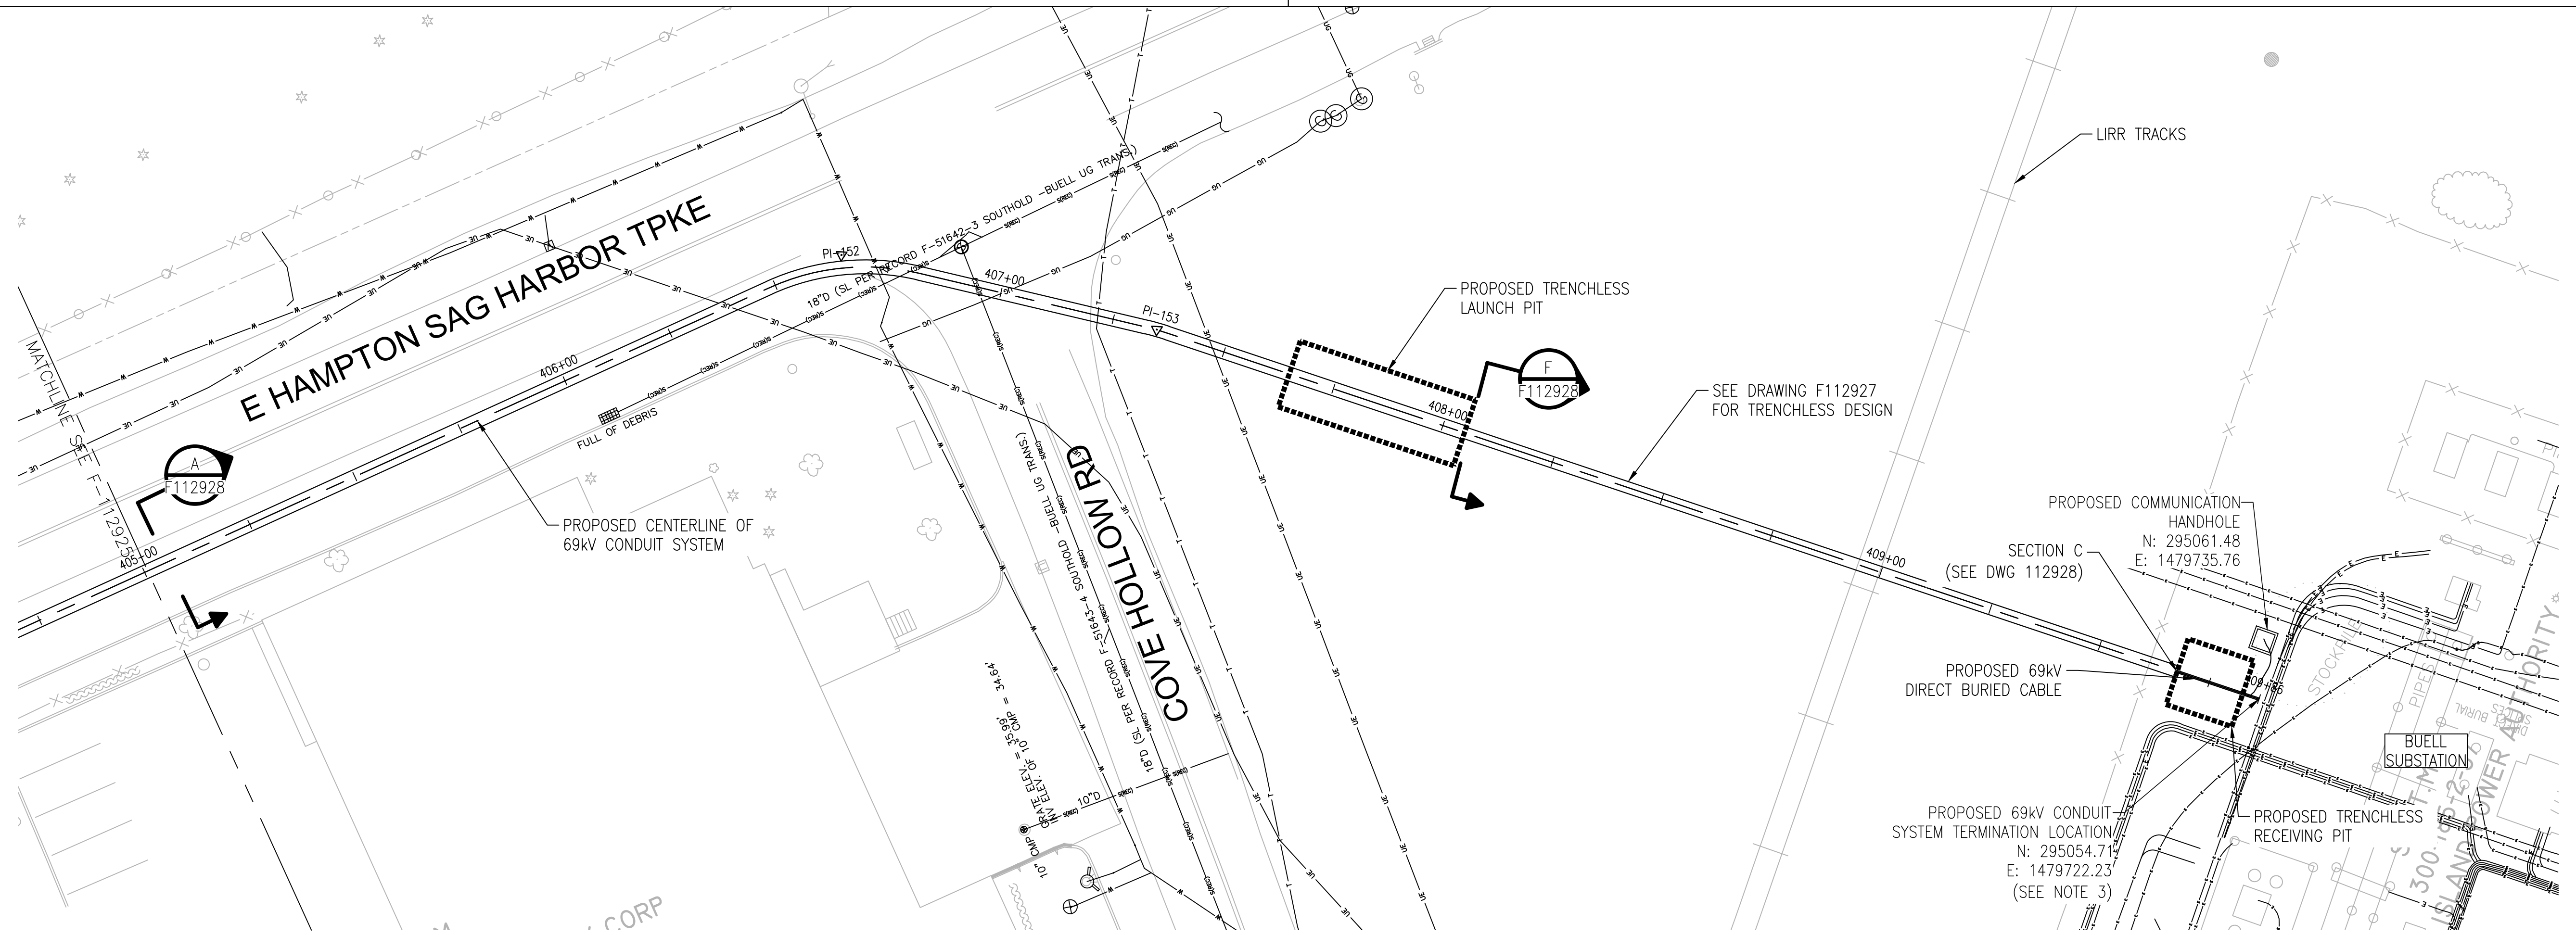 LIRR TRACKS
E HAMPTON SAG HARBOR TPKE
MATCHLINE SEE F-112925
A
F112928
405+00
406+00
PI-152
407+00
PI-153
408+00
409+00
18"D (SL PER RECORD F-51642-3 SOUTHOLD -BUELL UG TRANS.)
FULL OF DEBRIS
PROPOSED CENTERLINE OF
69kV CONDUIT SYSTEM
PROPOSED TRENCHLESS
LAUNCH PIT
F
F112928
SEE DRAWING F112927
FOR TRENCHLESS DESIGN
COVE HOLLOW RD
18"D (SL PER RECORD F-51643-4 SOUTHOLD -BUELL UG TRANS.)
GRATE ELEV. = 35.99'
INV ELEV. OF 10" CMP = 34.64'
10"D
10" CMP
PROPOSED COMMUNICATION
HANDHOLE
N: 295061.48
E: 1479735.76
SECTION C
(SEE DWG 112928)
PROPOSED 69kV
DIRECT BURIED CABLE
PROPOSED 69kV CONDUIT
SYSTEM TERMINATION LOCATION
N: 295054.71
E: 1479722.23
(SEE NOTE 3)
PROPOSED TRENCHLESS
RECEIVING PIT
BUELL
SUBSTATION
STOCKPILE
PIPES
ISLAND POWER AUTHORITY
CORP